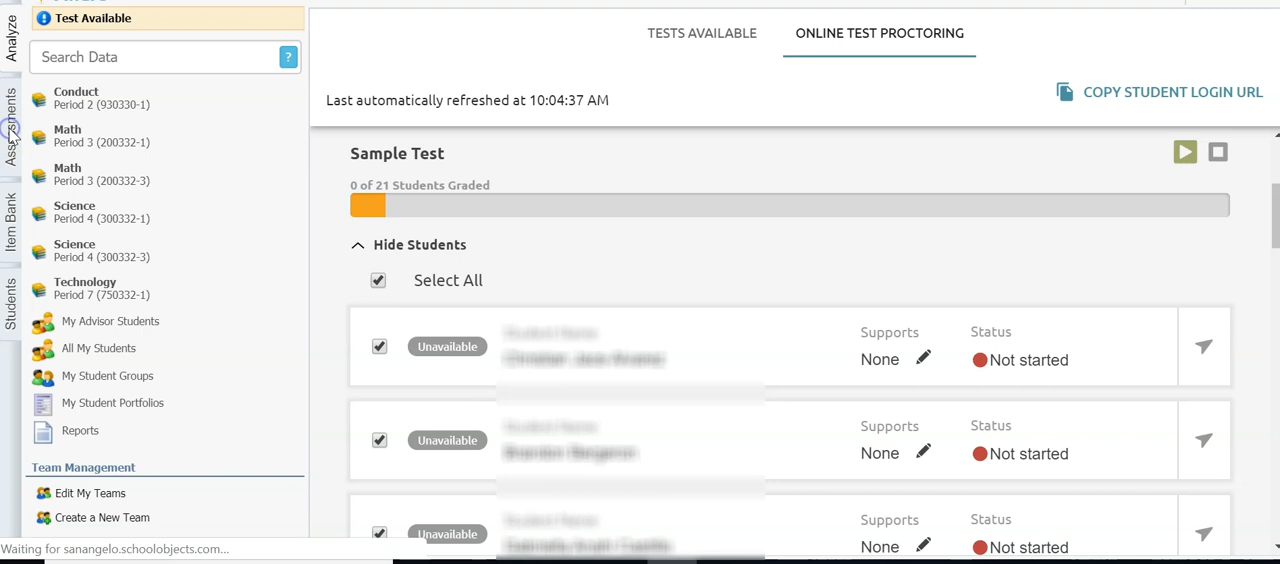 Analyze
Assessments
Item Bank
Students
Test Available
Search Data
?
Conduct
Period 2 (930330-1)
Math
Period 3 (200332-1)
Math
Period 3 (200332-3)
Science
Period 4 (300332-1)
Science
Period 4 (300332-3)
Technology
Period 7 (750332-1)
My Advisor Students
All My Students
My Student Groups
My Student Portfolios
Reports
Team Management
Edit My Teams
Create a New Team
Waiting for sanangelo.schoolobjects.com...
TESTS AVAILABLE
ONLINE TEST PROCTORING
Last automatically refreshed at 10:04:37 AM
COPY STUDENT LOGIN URL
Sample Test
0 of 21 Students Graded
Hide Students
Select All
Unavailable
Supports
None
Status
Not started
Unavailable
Supports
None
Status
Not started
Unavailable
Supports
None
Status
Not started